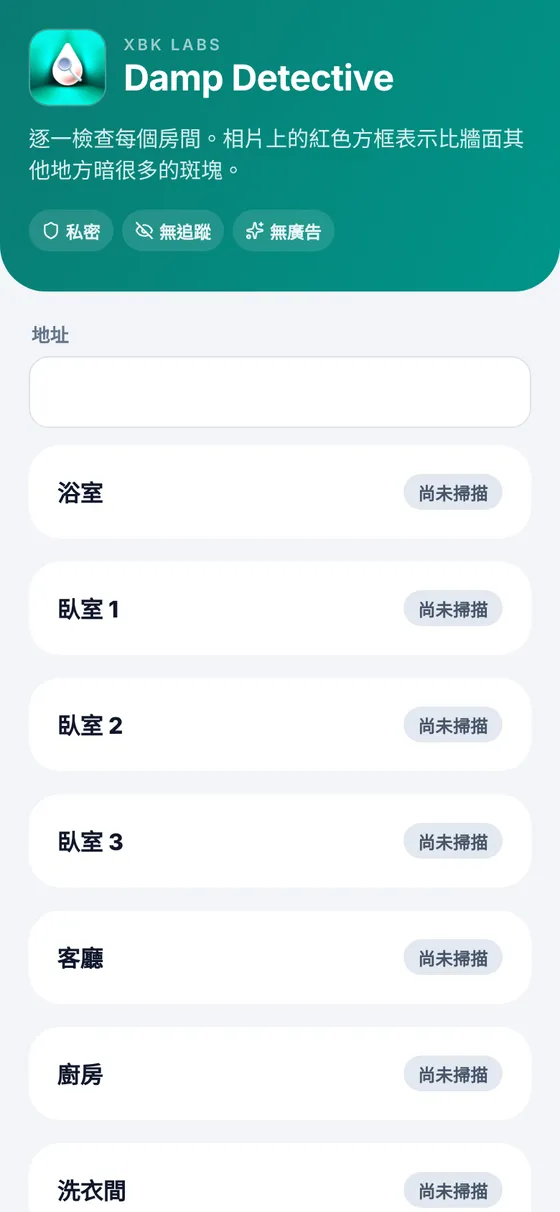 XBK LABS
Damp Detective
逐一檢查每個房間。相片上的紅色方框表示比牆面其
他地方暗很多的斑塊。
私密
無追蹤
無廣告
地址
浴室
尚未掃描
臥室 1
尚未掃描
臥室 2
尚未掃描
臥室 3
尚未掃描
客廳
尚未掃描
廚房
尚未掃描
洗衣間
尚未掃描